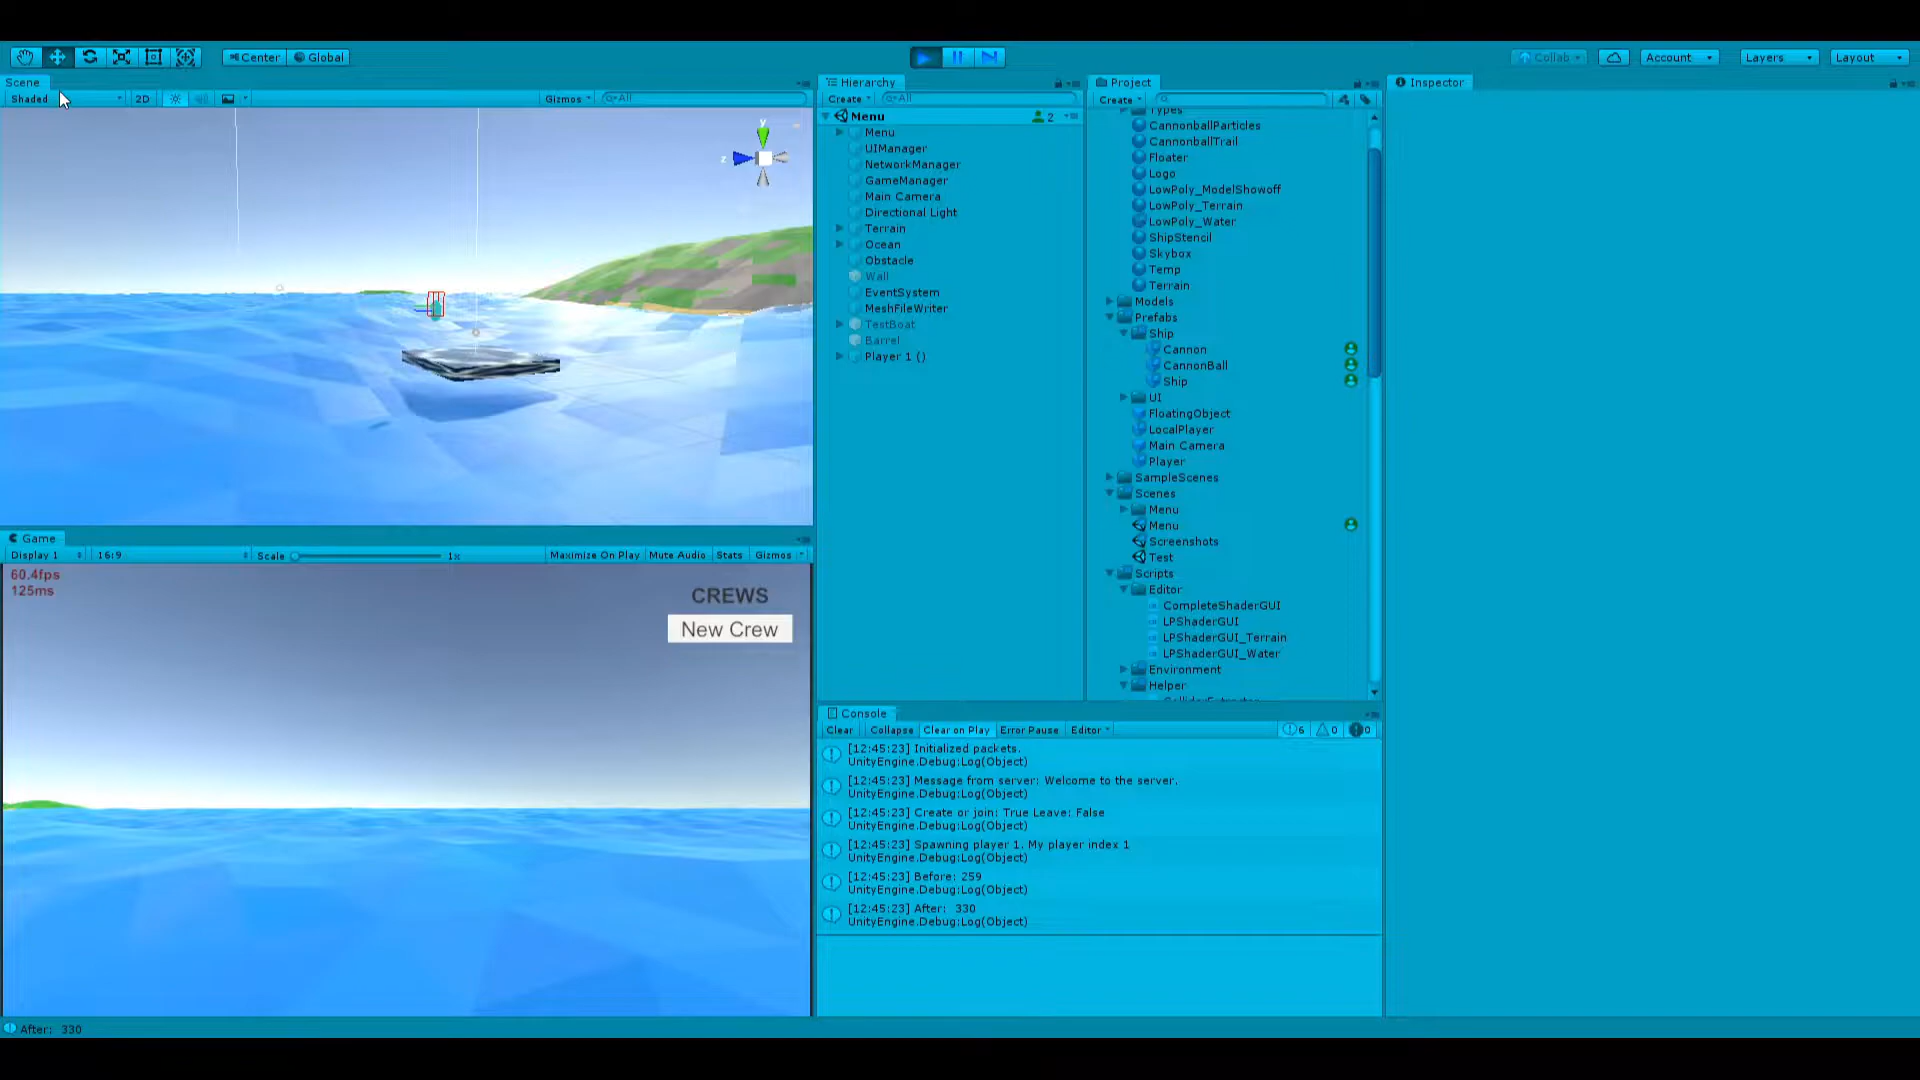 Center Global
Collab Account Layers Layout
Scene
Shaded 2D Gizmos All
y
z
Hierarchy
Create All
Menu 2
Menu
UIManager
NetworkManager
GameManager
Main Camera
Directional Light
Terrain
Ocean
Obstacle
Wall
EventSystem
MeshFileWriter
TestBoat
Barrel
Player 1 ()
Project
Create
Types
CannonballParticles
CannonballTrail
Floater
Logo
LowPoly_ModelShowoff
LowPoly_Terrain
LowPoly_Water
ShipStencil
Skybox
Temp
Terrain
Models
Prefabs
Ship
Cannon
CannonBall
Ship
UI
FloatingObject
LocalPlayer
Main Camera
Player
SampleScenes
Scenes
Menu
Menu
Screenshots
Test
Scripts
Editor
CompleteShaderGUI
LPShaderGUI
LPShaderGUI_Terrain
LPShaderGUI_Water
Environment
Helper
Inspector
Game
Display 1 16:9 Scale 1x Maximize On Play Mute Audio Stats Gizmos
60.4fps
125ms
CREWS
New Crew
Console
Clear Collapse Clear on Play Error Pause Editor 6 0 0
[12:45:23] Initialized packets.
UnityEngine.Debug:Log(Object)
[12:45:23] Message from server: Welcome to the server.
UnityEngine.Debug:Log(Object)
[12:45:23] Create or join: True Leave: False
UnityEngine.Debug:Log(Object)
[12:45:23] Spawning player 1. My player index 1
UnityEngine.Debug:Log(Object)
[12:45:23] Before: 259
UnityEngine.Debug:Log(Object)
[12:45:23] After: 330
UnityEngine.Debug:Log(Object)
After: 330